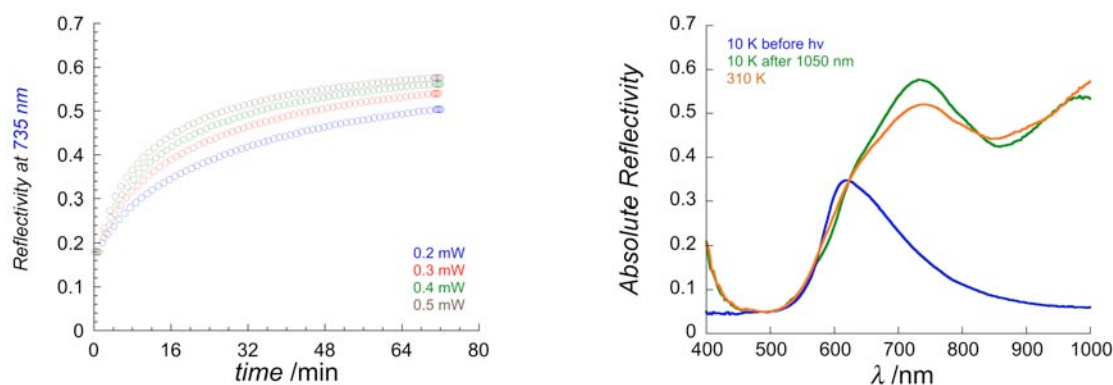 0.7
0.6
0.5
0.4
0.3
0.2
0.1
0
Reflectivity at 735 nm
0.2 mW
0.3 mW
0.4 mW
0.5 mW
0 16 32 48 64 80
time /min
0.7
0.6
0.5
0.4
0.3
0.2
0.1
0
Absolute Reflectivity
10 K before hv
10 K after 1050 nm
310 K
400 500 600 700 800 900 1000
λ /nm